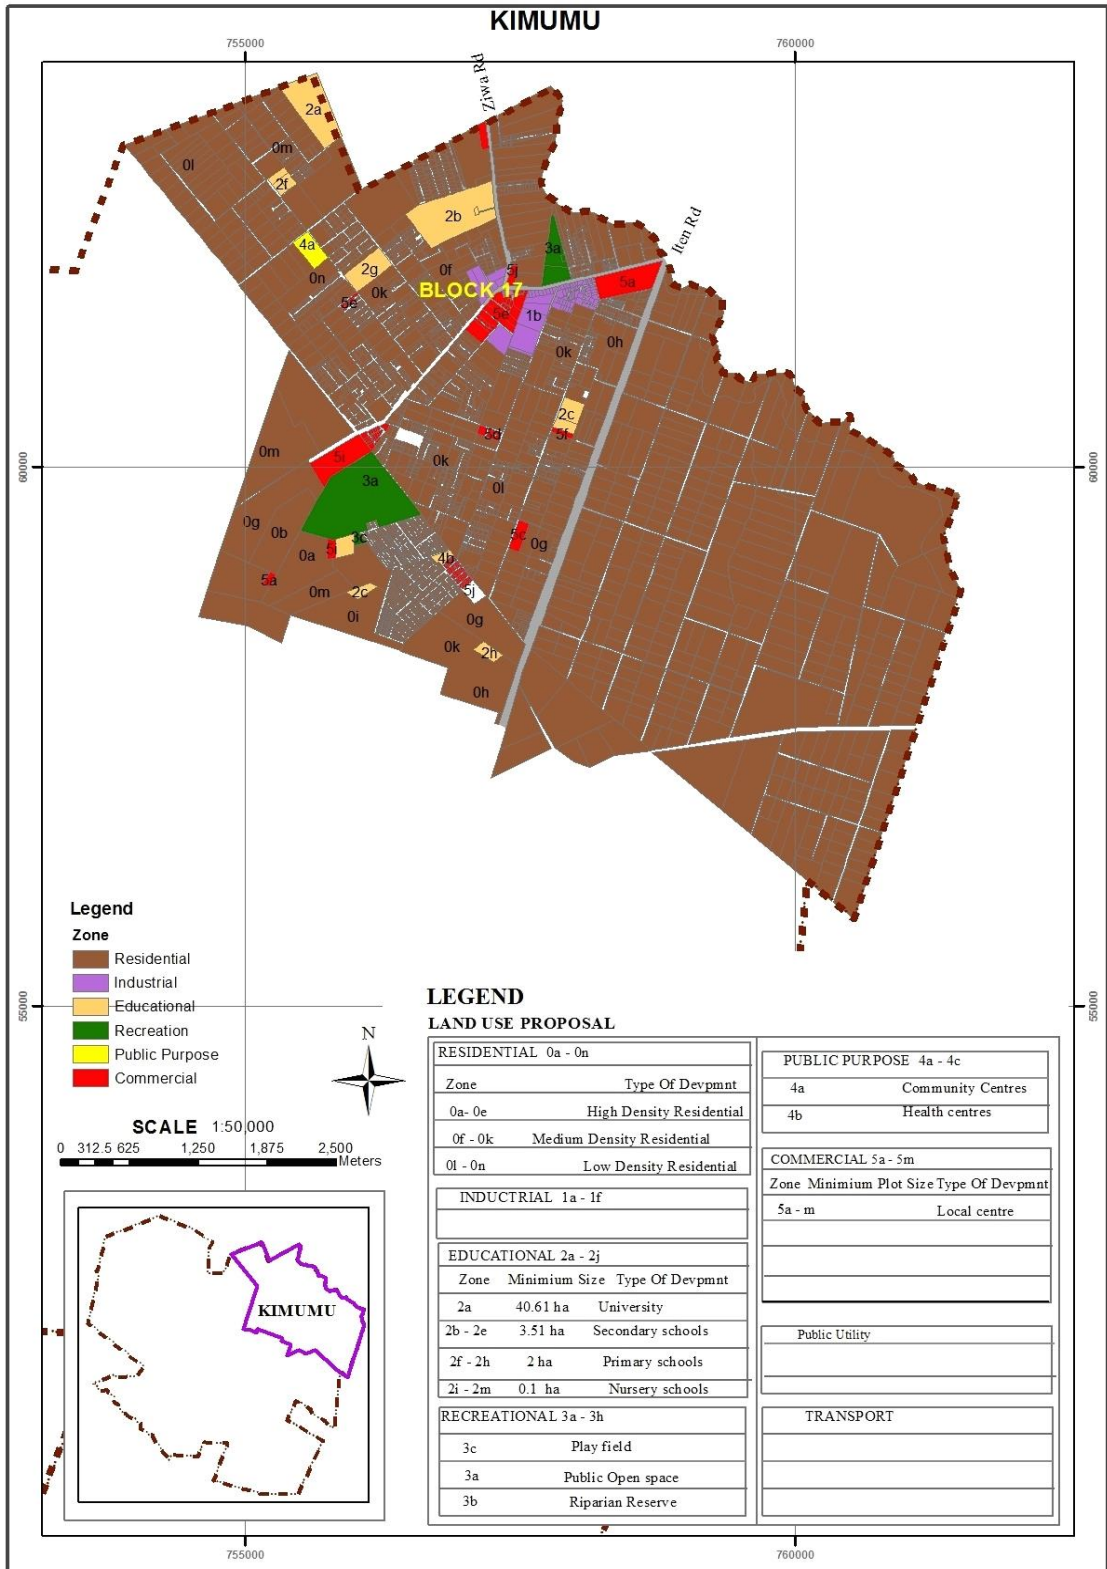 KIMUMU
755000
760000
Ziwa Rd
2a
0m
0l
2f
2b
Iten Rd
4a
3a
0n
2g
0f
5j
5a
0k
BLOCK 17
5e
5e
1b
0k
0h
2c
5d
5f
0m
0k
60000
60000
5i
3a
0l
0g
0b
3c
5c
0g
0a
4b
5a
0m
2c
5j
0i
0g
0k
2h
0h
Legend
Zone
Residential
Industrial
Educational
Recreation
Public Purpose
Commercial
55000
55000
N
SCALE 1:50,000
0 312.5 625 1,250 1,875 2,500
Meters
KIMUMU
LEGEND
LAND USE PROPOSAL
RESIDENTIAL 0a - 0n
Zone Type Of Devpmnt
0a- 0e High Density Residential
0f - 0k Medium Density Residential
0l - 0n Low Density Residential
INDUCTRIAL 1a - 1f
EDUCATIONAL 2a - 2j
Zone Minimium Size Type Of Devpmnt
2a 40.61 ha University
2b - 2e 3.51 ha Secondary schools
2f - 2h 2 ha Primary schools
2i - 2m 0.1 ha Nursery schools
RECREATIONAL 3a - 3h
3c Play field
3a Public Open space
3b Riparian Reserve
PUBLIC PURPOSE 4a - 4c
4a Community Centres
4b Health centres
COMMERCIAL 5a - 5m
Zone Minimium Plot Size Type Of Devpmnt
5a - m Local centre
Public Utility
TRANSPORT
755000
760000